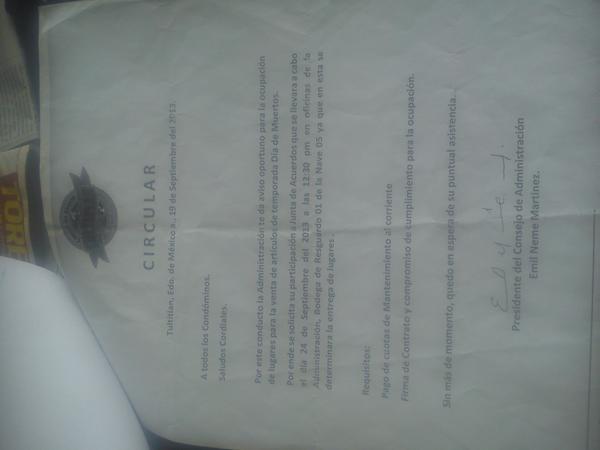 CIRCULAR
Tultitlan, Edo. de México a , 19 de Septiembre del 2013.
A todos los Condóminos.
Saludos Cordiales.
Por este conducto la Administración te da aviso oportuno para la ocupación
de lugares para la venta de artículos de temporada Día de Muertos.
Por ende se solicita su participación a Junta de Acuerdos que se llevara a cabo
el día 24 de Septiembre del 2013 a las 12:30 pm en oficinas de la
Administración, Bodega de Resguardo 01 de la Nave 05 ya que en esta se
determinara la entrega de lugares .
Requisitos:
Pago de cuotas de Mantenimiento al corriente
Firma de Contrato y compromiso de cumplimiento para la ocupación.
Sin más de momento, quedo en espera de su puntual asistencia..
Presidente del Consejo de Administración
Emil Neme Martínez.
TORE